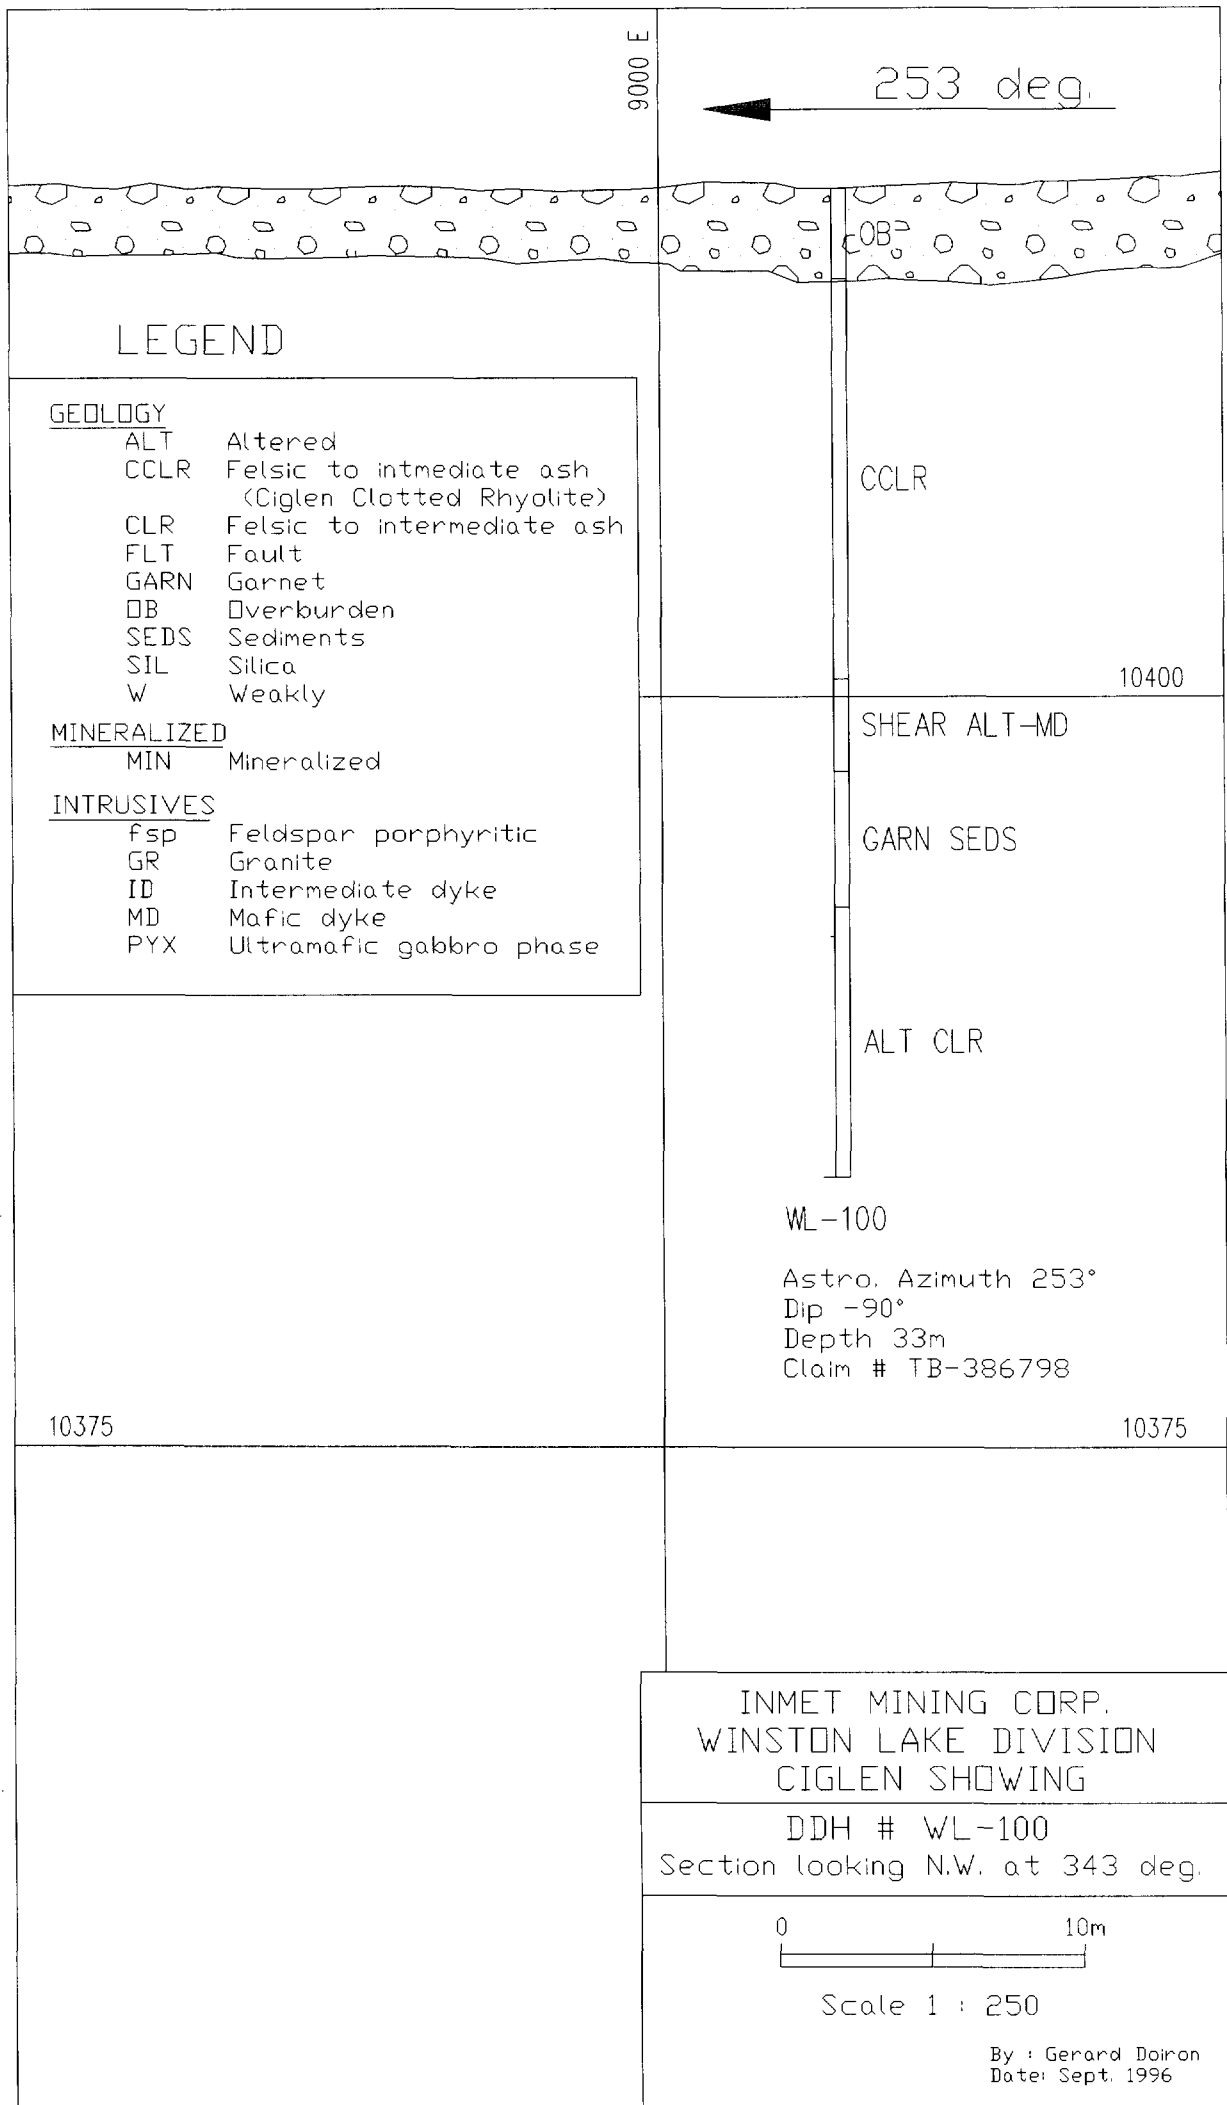 9000 E
253 deg.
OB
LEGEND
GEOLOGY
ALT Altered
CCLR Felsic to intmediate ash
(Ciglen Clotted Rhyolite)
CLR Felsic to intermediate ash
FLT Fault
GARN Garnet
OB Overburden
SEDS Sediments
SIL Silica
W Weakly
MINERALIZED
MIN Mineralized
INTRUSIVES
fsp Feldspar porphyritic
GR Granite
ID Intermediate dyke
MD Mafic dyke
PYX Ultramafic gabbro phase
CCLR
10400
SHEAR ALT-MD
GARN SEDS
ALT CLR
WL-100
Astro. Azimuth 253°
Dip -90°
Depth 33m
Claim # TB-386798
10375 10375
INMET MINING CORP.
WINSTON LAKE DIVISION
CIGLEN SHOWING
DDH # WL-100
Section looking N.W. at 343 deg.
0 10m
Scale 1 : 250
By : Gerard Doiron
Date: Sept. 1996